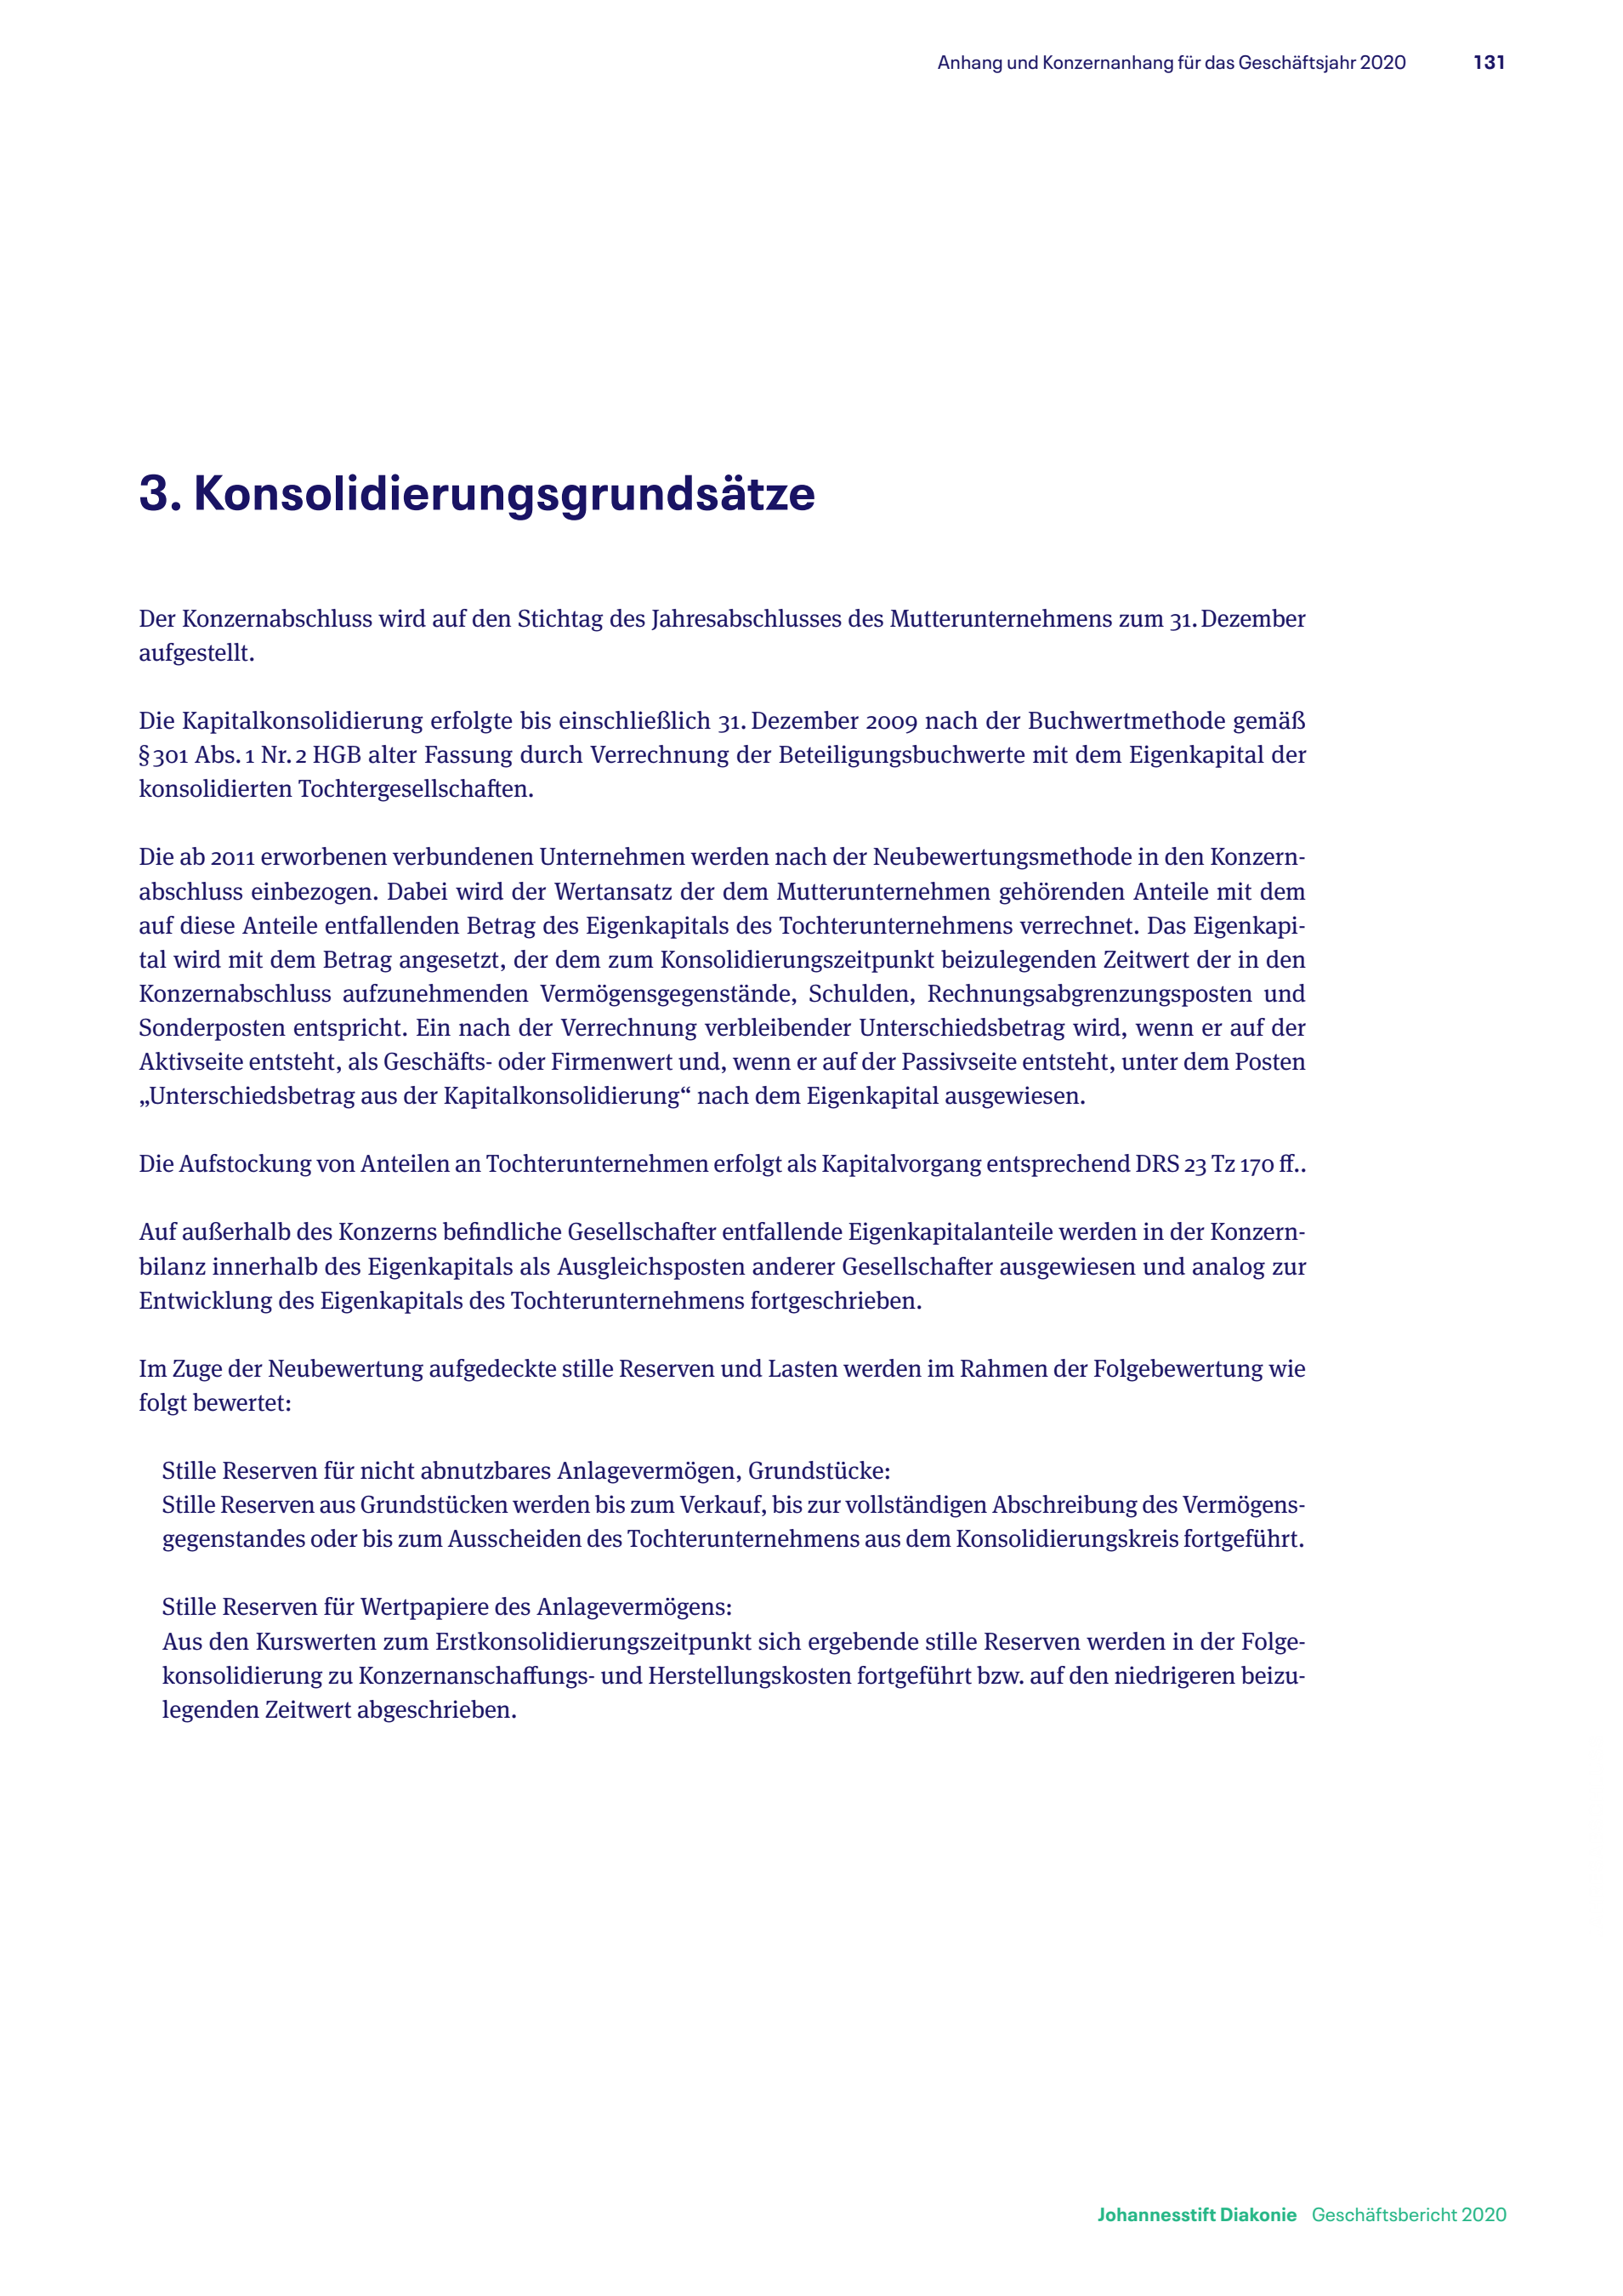 Anhang und Konzernanhang für das Geschäftsjahr 2020 131
3. Konsolidierungsgrundsätze
Der Konzernabschluss wird auf den Stichtag des Jahresabschlusses des Mutterunternehmens zum 31. Dezember
aufgestellt.
Die Kapitalkonsolidierung erfolgte bis einschließlich 31. Dezember 2009 nach der Buchwertmethode gemäß
§ 301 Abs. 1 Nr. 2 HGB alter Fassung durch Verrechnung der Beteiligungsbuchwerte mit dem Eigenkapital der
konsolidierten Tochtergesellschaften.
Die ab 2011 erworbenen verbundenen Unternehmen werden nach der Neubewertungsmethode in den Konzern-
abschluss einbezogen. Dabei wird der Wertansatz der dem Mutterunternehmen gehörenden Anteile mit dem
auf diese Anteile entfallenden Betrag des Eigenkapitals des Tochterunternehmens verrechnet. Das Eigenkapi-
tal wird mit dem Betrag angesetzt, der dem zum Konsolidierungszeitpunkt beizulegenden Zeitwert der in den
Konzernabschluss aufzunehmenden Vermögensgegenstände, Schulden, Rechnungsabgrenzungsposten und
Sonderposten entspricht. Ein nach der Verrechnung verbleibender Unterschiedsbetrag wird, wenn er auf der
Aktivseite entsteht, als Geschäfts- oder Firmenwert und, wenn er auf der Passivseite entsteht, unter dem Posten
„Unterschiedsbetrag aus der Kapitalkonsolidierung“ nach dem Eigenkapital ausgewiesen.
Die Aufstockung von Anteilen an Tochterunternehmen erfolgt als Kapitalvorgang entsprechend DRS 23 Tz 170 ff..
Auf außerhalb des Konzerns befindliche Gesellschafter entfallende Eigenkapitalanteile werden in der Konzern-
bilanz innerhalb des Eigenkapitals als Ausgleichsposten anderer Gesellschafter ausgewiesen und analog zur
Entwicklung des Eigenkapitals des Tochterunternehmens fortgeschrieben.
Im Zuge der Neubewertung aufgedeckte stille Reserven und Lasten werden im Rahmen der Folgebewertung wie
folgt bewertet:
Stille Reserven für nicht abnutzbares Anlagevermögen, Grundstücke:
Stille Reserven aus Grundstücken werden bis zum Verkauf, bis zur vollständigen Abschreibung des Vermögens-
gegenstandes oder bis zum Ausscheiden des Tochterunternehmens aus dem Konsolidierungskreis fortgeführt.
Stille Reserven für Wertpapiere des Anlagevermögens:
Aus den Kurswerten zum Erstkonsolidierungszeitpunkt sich ergebende stille Reserven werden in der Folge-
konsolidierung zu Konzernanschaffungs- und Herstellungskosten fortgeführt bzw. auf den niedrigeren beizu-
legenden Zeitwert abgeschrieben.
Johannesstift Diakonie Geschäftsbericht 2020